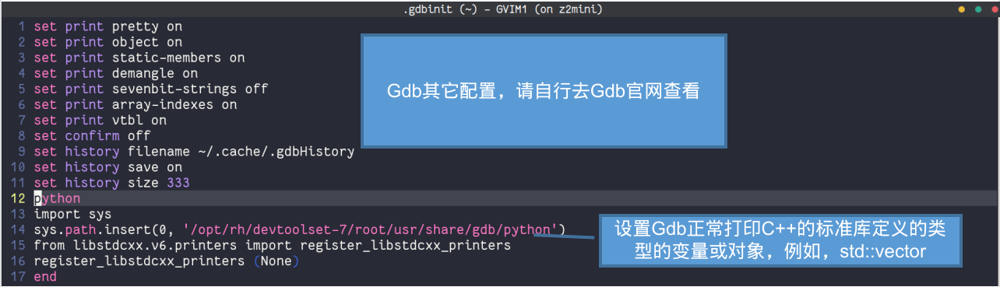 .gdbinit (~) - GVIM1 (on z2mini)
1 set print pretty on
2 set print object on
3 set print static-members on
4 set print demangle on
5 set print sevenbit-strings off
6 set print array-indexes on
7 set print vtbl on
8 set confirm off
9 set history filename ~/.cache/.gdbHistory
10 set history save on
11 set history size 333
12 python
13 import sys
14 sys.path.insert(0, '/opt/rh/devtoolset-7/root/usr/share/gdb/python')
15 from libstdcxx.v6.printers import register_libstdcxx_printers
16 register_libstdcxx_printers (None)
17 end
Gdb其它配置，请自行去Gdb官网查看
设置Gdb正常打印C++的标准库定义的类
型的变量或对象，例如，std::vector